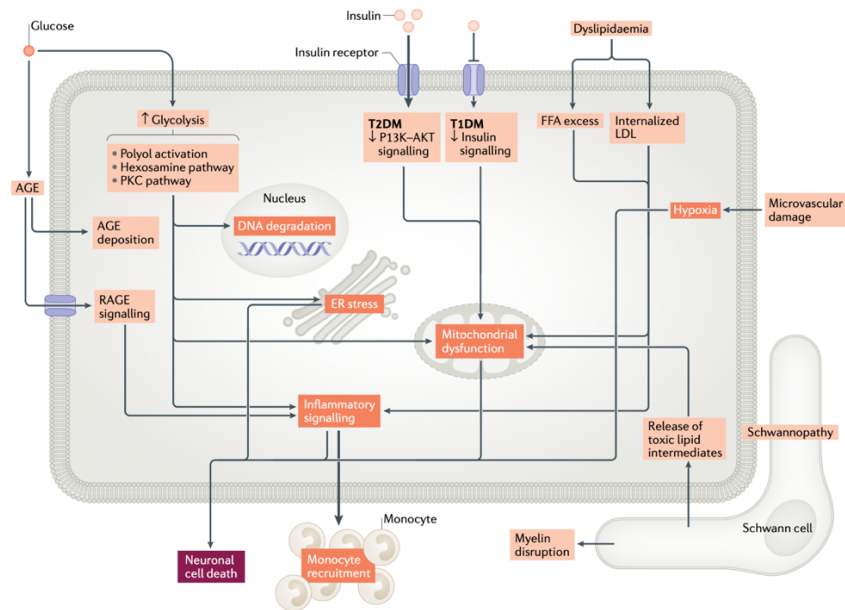 Glucose
Insulin
Insulin receptor
Dyslipidaemia
↑ Glycolysis
• Polyol activation
• Hexosamine pathway
• PKC pathway
T2DM
↓ P13K–AKT
signalling
T1DM
↓ Insulin
signalling
FFA excess
Internalized
LDL
AGE
AGE
deposition
Nucleus
DNA degradation
Hypoxia
Microvascular
damage
RAGE
signalling
ER stress
Mitochondrial
dysfunction
Inflammatory
signalling
Release of
toxic lipid
intermediates
Schwannopathy
Schwann cell
Myelin
disruption
Monocyte
Neuronal
cell death
Monocyte
recruitment